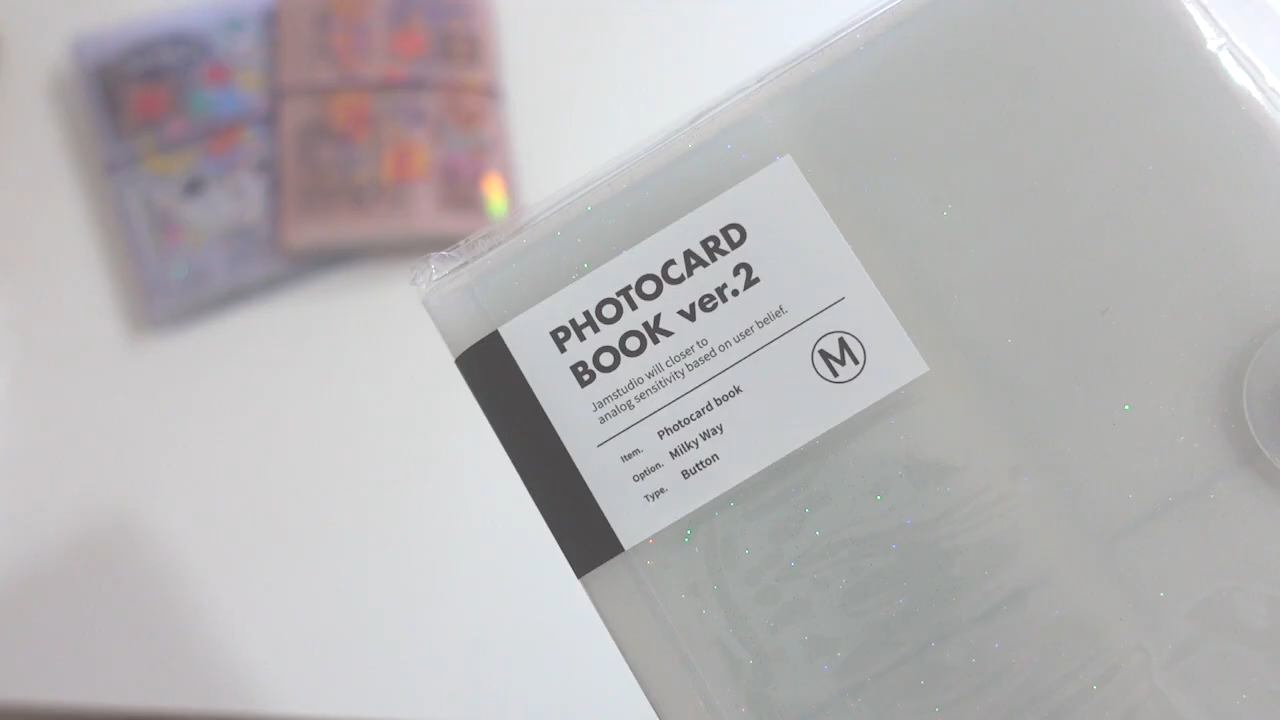 PHOTOCARD
BOOK ver.2
Jamstudio will closer to
analog sensitivity based on user belief.
M
Item. Photocard book
Option. Milky Way
Type. Button